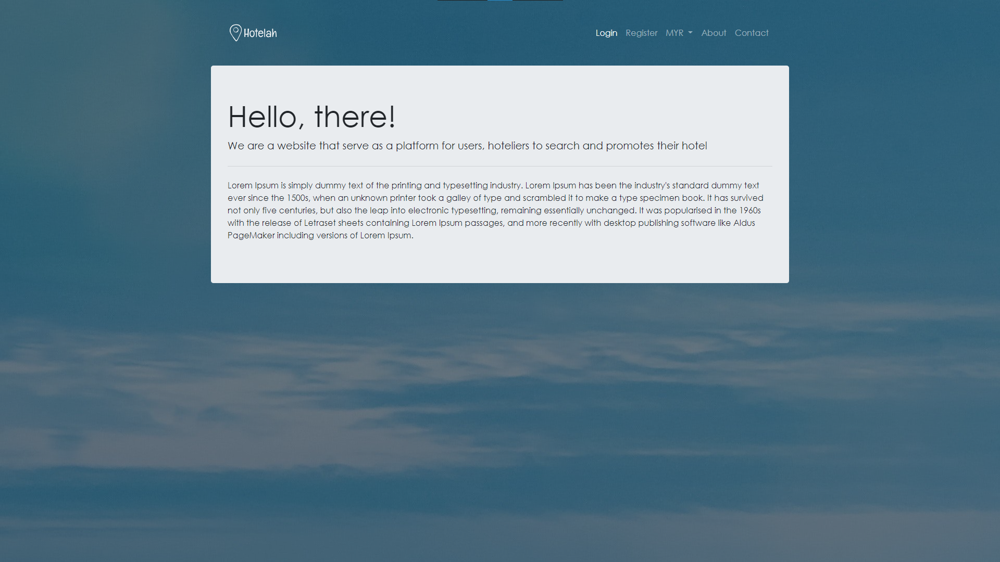 Hotelah
Login Register MYR About Contact
Hello, there!
We are a website that serve as a platform for users, hoteliers to search and promotes their hotel
Lorem Ipsum is simply dummy text of the printing and typesetting industry. Lorem Ipsum has been the industry's standard dummy text
ever since the 1500s, when an unknown printer took a galley of type and scrambled it to make a type specimen book. It has survived
not only five centuries, but also the leap into electronic typesetting, remaining essentially unchanged. It was popularised in the 1960s
with the release of Letraset sheets containing Lorem Ipsum passages, and more recently with desktop publishing software like Aldus
PageMaker including versions of Lorem Ipsum.